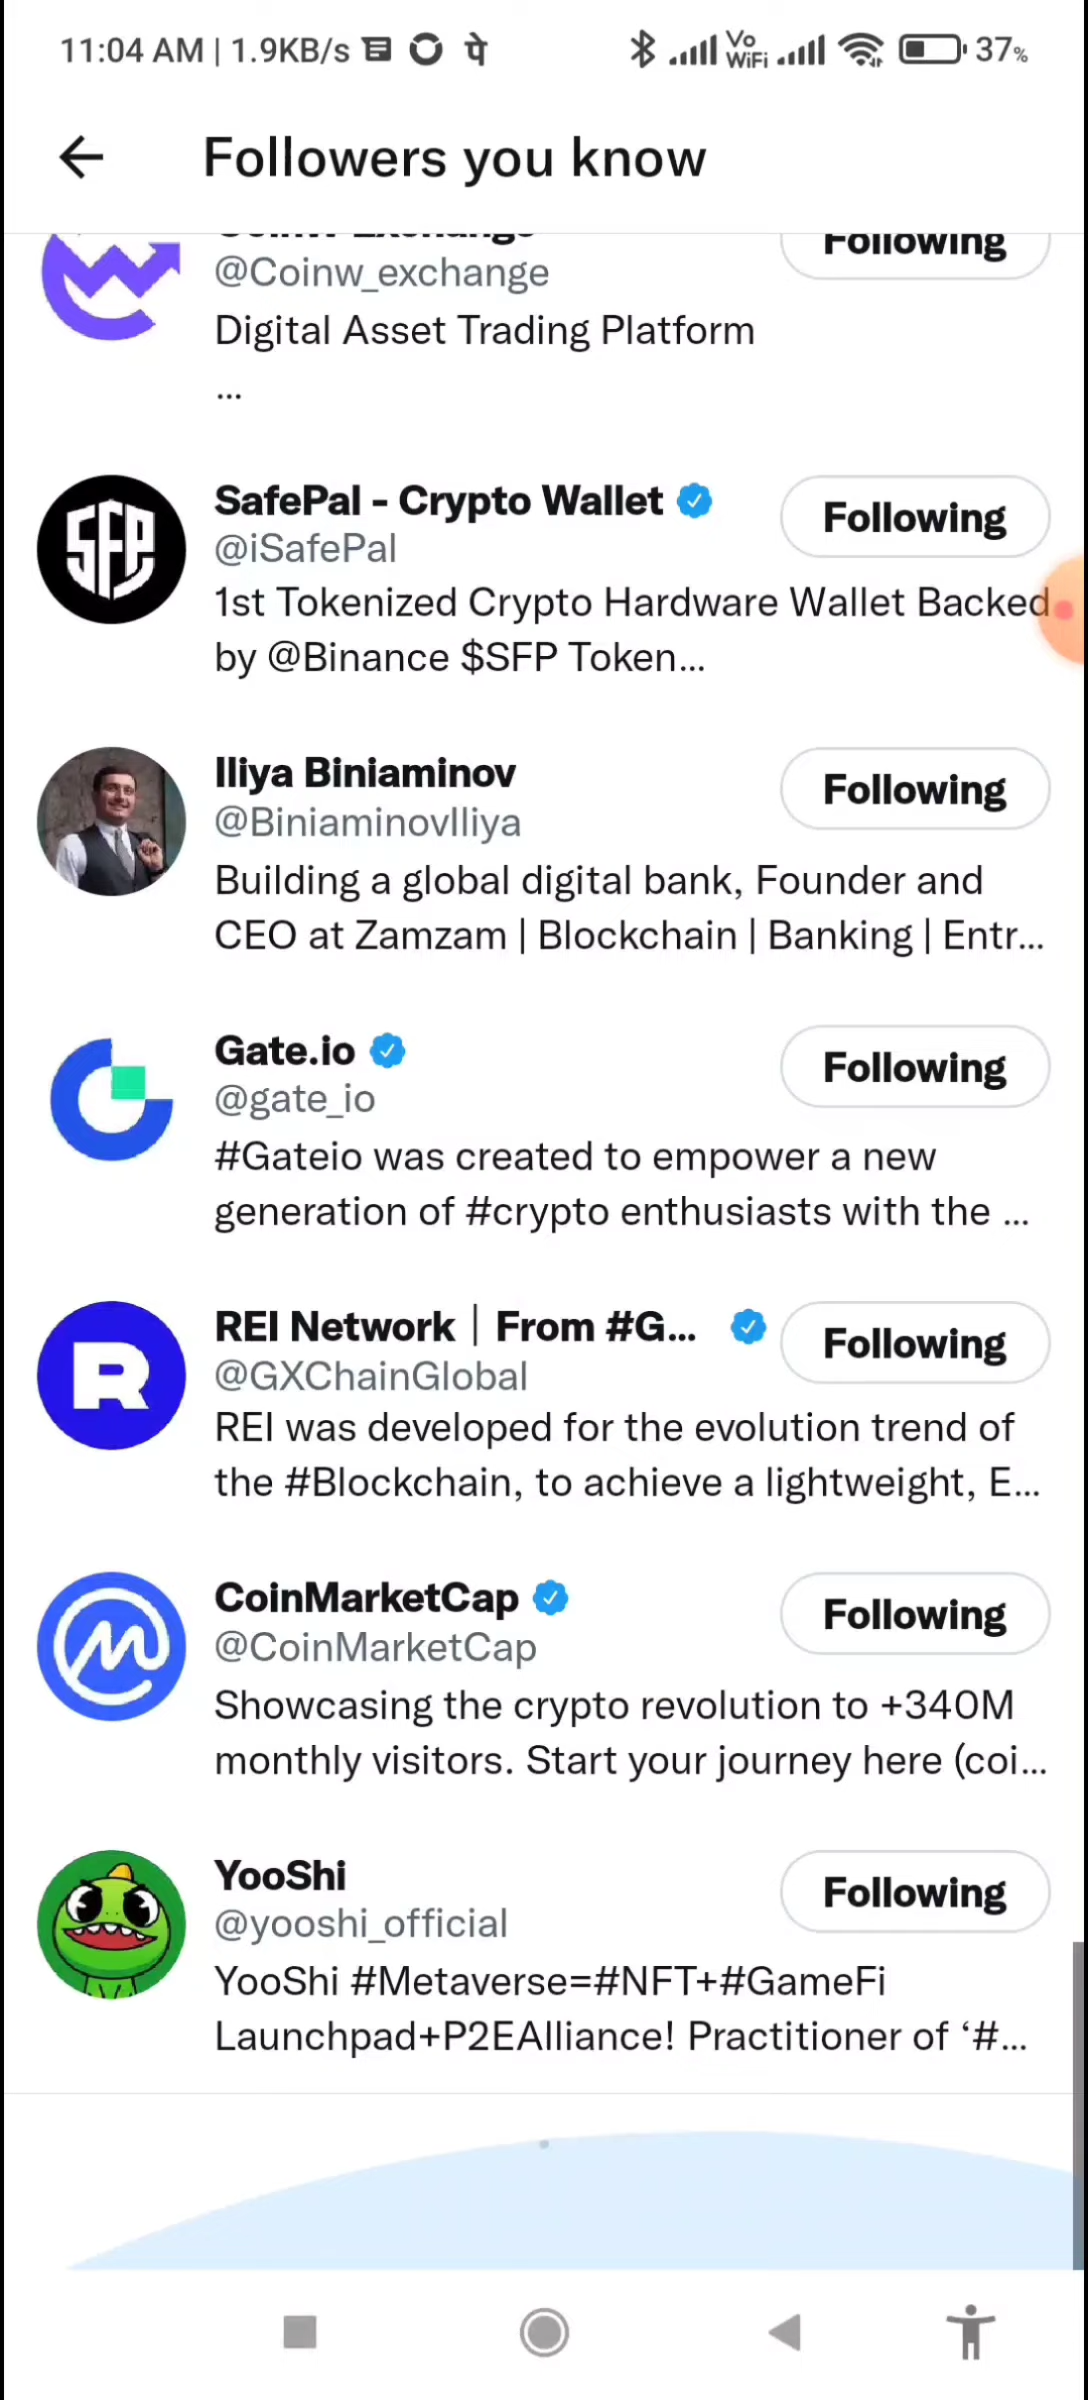 11:04 AM | 1.9KB/s पे Vo WiFi 37%
Followers you know
Coinw Exchange
Following
@Coinw_exchange
Digital Asset Trading Platform
...
SFP
SafePal - Crypto Wallet
Following
@iSafePal
1st Tokenized Crypto Hardware Wallet Backed
by @Binance $SFP Token...
Iliya Biniaminov
Following
@BiniaminovIliya
Building a global digital bank, Founder and
CEO at Zamzam | Blockchain | Banking | Entr...
Gate.io
Following
@gate_io
#Gateio was created to empower a new
generation of #crypto enthusiasts with the ...
R
REI Network｜From #G...
Following
@GXChainGlobal
REI was developed for the evolution trend of
the #Blockchain, to achieve a lightweight, E...
CoinMarketCap
Following
@CoinMarketCap
Showcasing the crypto revolution to +340M
monthly visitors. Start your journey here (coi...
YooShi
Following
@yooshi_official
YooShi #Metaverse=#NFT+#GameFi
Launchpad+P2EAlliance! Practitioner of ‘#...